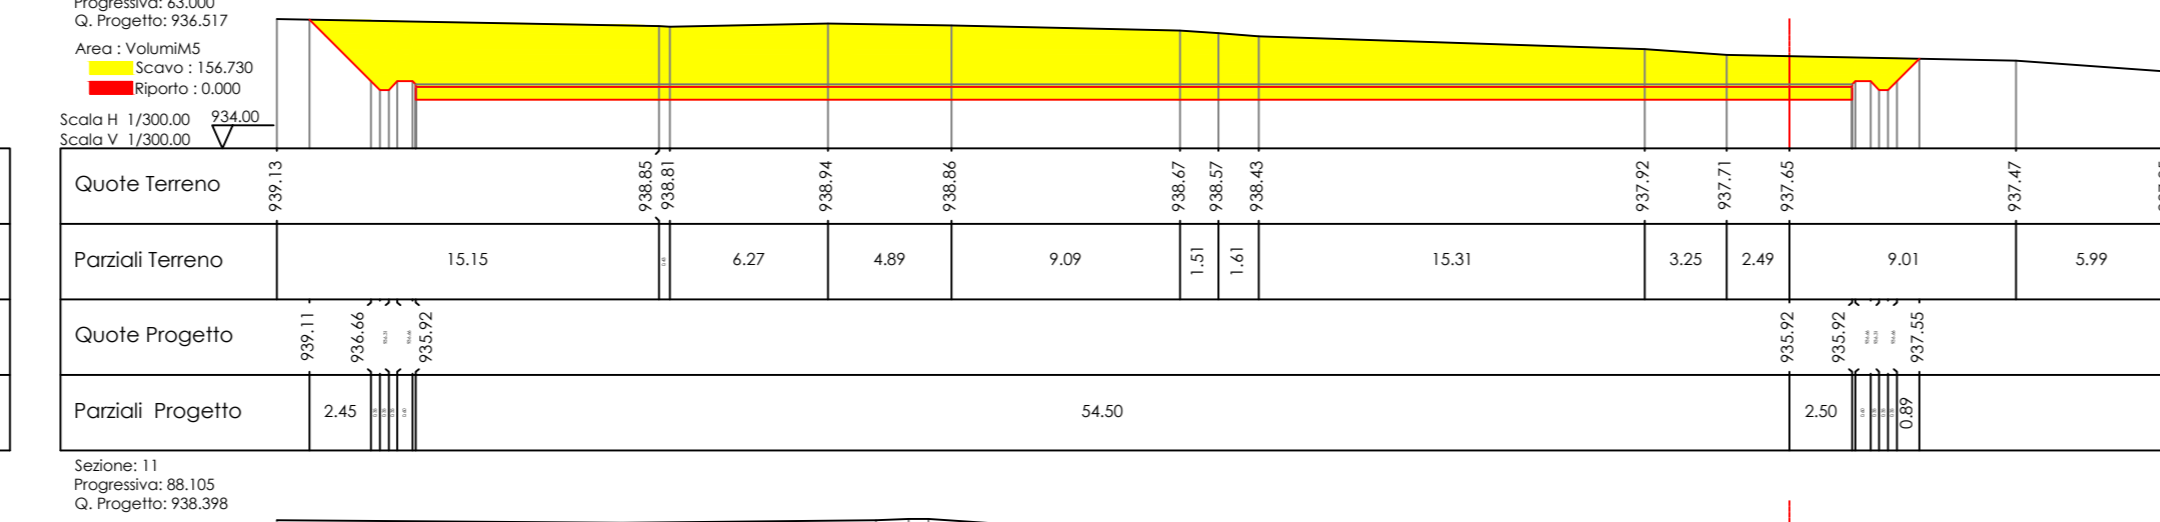 Progressiva: 63.000
Q. Progetto: 936.517
Area : VolumiM5
Scavo : 156.730
Riporto : 0.000
Scala H 1/300.00 934.00
Scala V 1/300.00
Quote Terreno 939.13 938.85 938.81 938.94 938.86 938.67 938.57 938.43 937.92 937.71 937.65 937.47
Parziali Terreno 15.15 6.27 4.89 9.09 1.51 1.61 15.31 3.25 2.49 9.01 5.99
Quote Progetto 939.11 936.66 935.92 935.92 935.92 937.55
Parziali Progetto 2.45 54.50 2.50 0.89
Sezione: 11
Progressiva: 88.105
Q. Progetto: 938.398